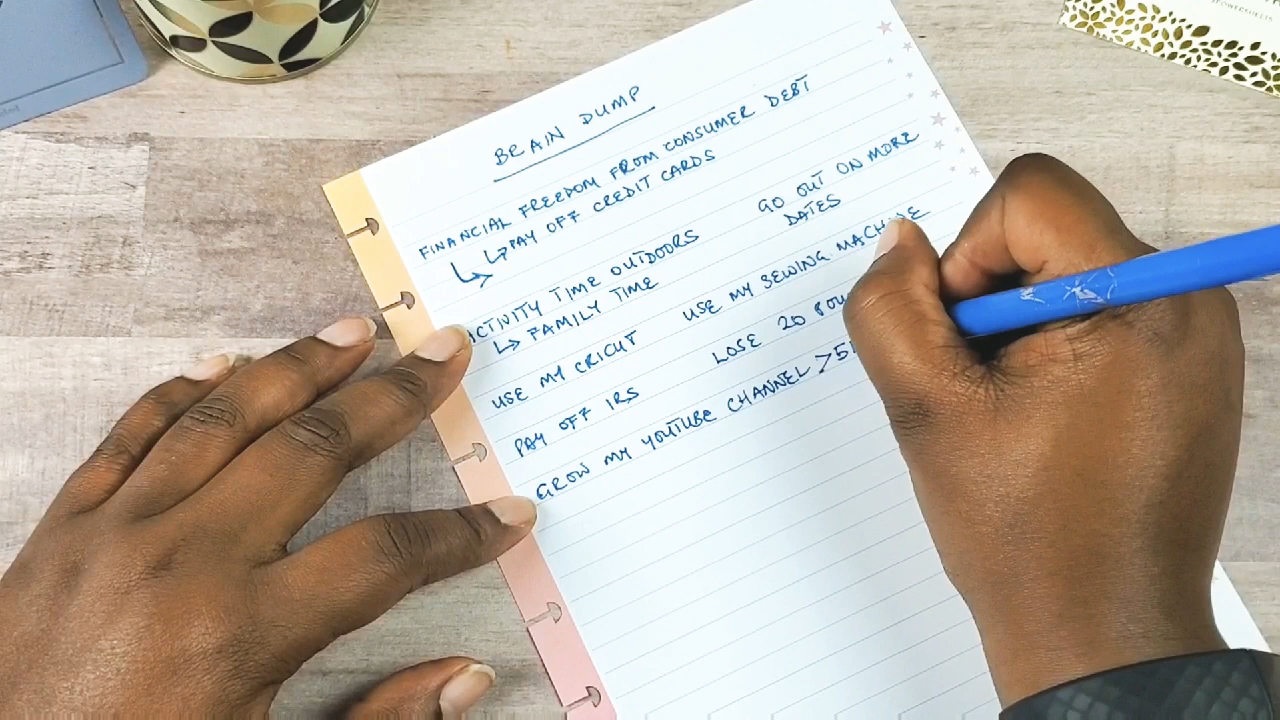 BRAIN DUMP
FINANCIAL FREEDOM FROM CONSUMER DEBT
↳ PAY OFF CREDIT CARDS
GO OUT ON MORE
DATES
ACTIVITY TIME OUTDOORS
↳ FAMILY TIME
USE MY CRICUT USE MY SEWING MACHINE
PAY OFF IRS LOSE 20
GROW MY YOUTUBE CHANNEL >5